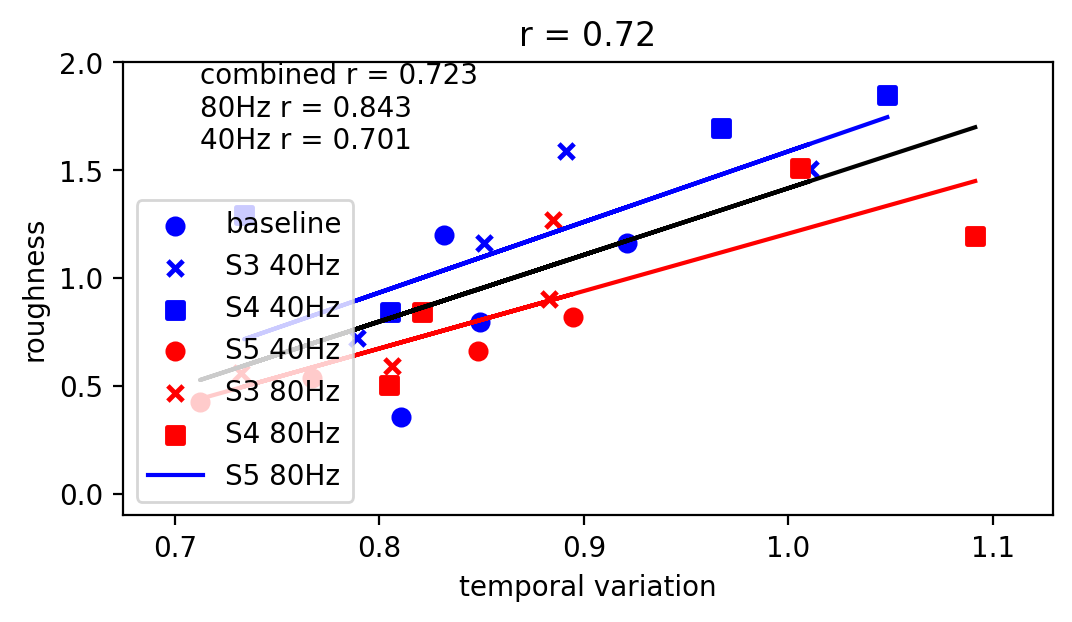 r = 0.72
combined r = 0.723
80Hz r = 0.843
40Hz r = 0.701
baseline
S3 40Hz
S4 40Hz
S5 40Hz
S3 80Hz
S4 80Hz
S5 80Hz
roughness
2.0
1.5
1.0
0.5
0.0
0.7 0.8 0.9 1.0 1.1
temporal variation